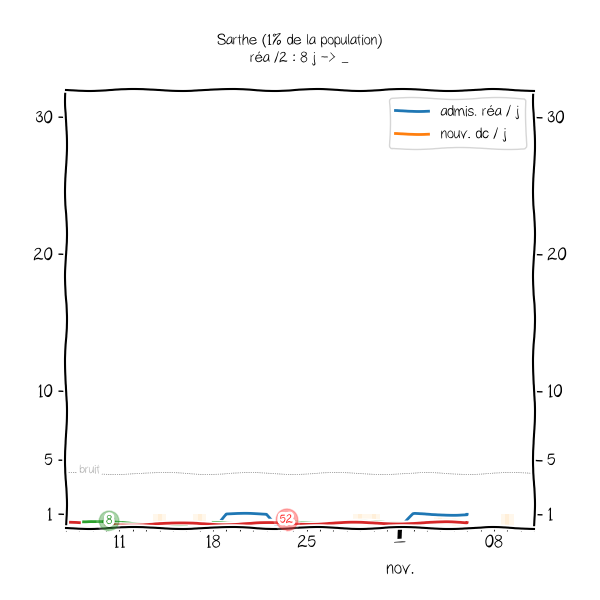 Sarthe (1% de la population)
réa /2 : 8 j -> _
admis. réa / j
nouv. dc / j
30
30
20
20
10
10
5
5
bruit
1
8
52
1
11
18
25
1
08
nov.